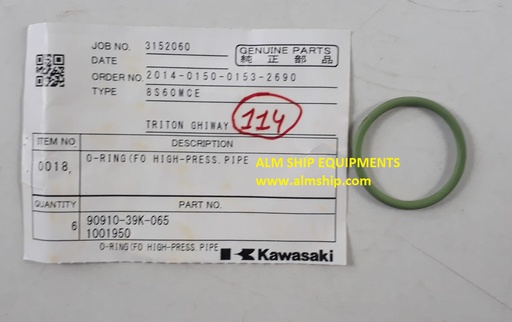 JOB NO. 3152060
GENUINE PARTS
純正部品
DATE
ORDER NO. 2014-0150-0153-2690
TYPE 8S60MCE
TRITON GHIWAY 114
ITEM NO DESCRIPTION
0018, O-RING(FO HIGH-PRESS.PIPE
ALM SHIP EQUIPMENTS
www.almship.com
QUANTITY PART NO.
6 90910-39K-065
1001950
O-RING(FO HIGH-PRESS.PIPE
Kawasaki